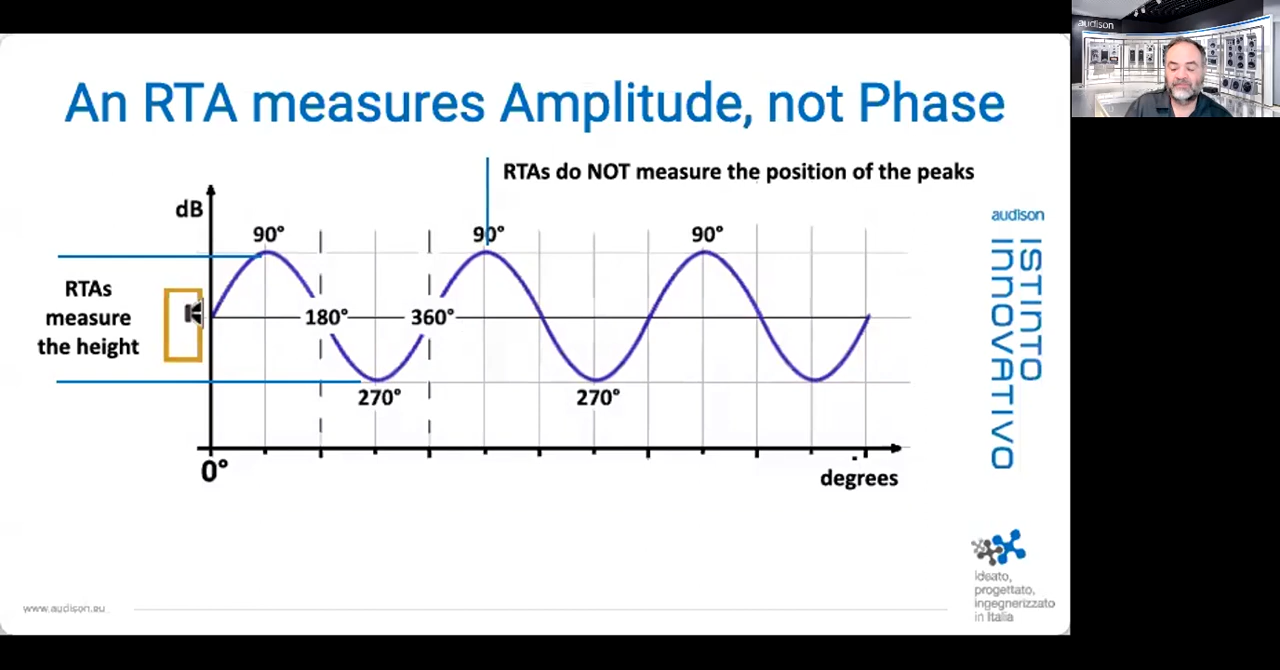 An RTA measures Amplitude, not Phase
RTAs do NOT measure the position of the peaks
dB
90°
90°
90°
RTAs
measure
the height
180°
360°
270°
270°
0°
degrees
audison
ISTINTO
INNOVATIVO
Ideato,
progettato,
ingegnerizzato
in Italia
www.audison.eu
audison